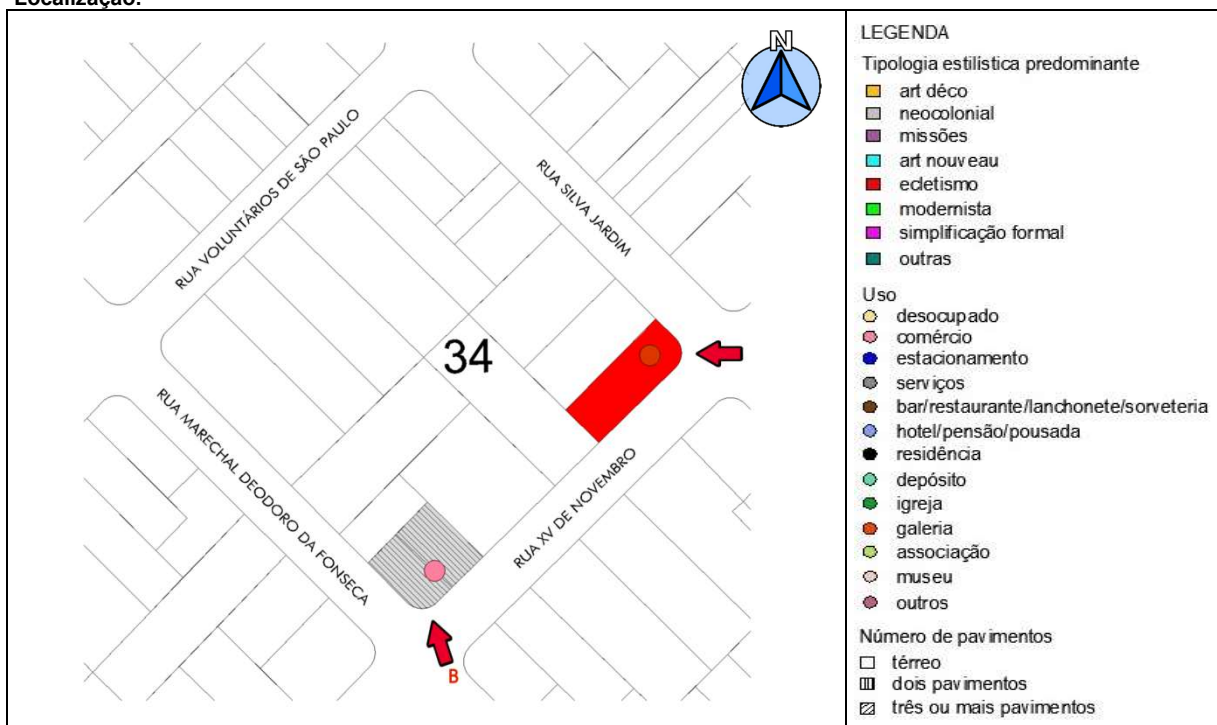 Localização:
N
RUA VOLUNTÁRIOS DE SÃO PAULO
RUA SILVA JARDIM
34
RUA MARECHAL DEODORO DA FONSECA
RUA XV DE NOVEMBRO
B
LEGENDA
Tipologia estilística predominante
art déco
neocolonial
missões
art nouveau
ecletismo
modernista
simplificação formal
outras
Uso
desocupado
comércio
estacionamento
serviços
bar/restaurante/lanchonete/sorveteria
hotel/pensão/pousada
residência
depósito
igreja
galeria
associação
museu
outros
Número de pavimentos
térreo
dois pavimentos
três ou mais pavimentos